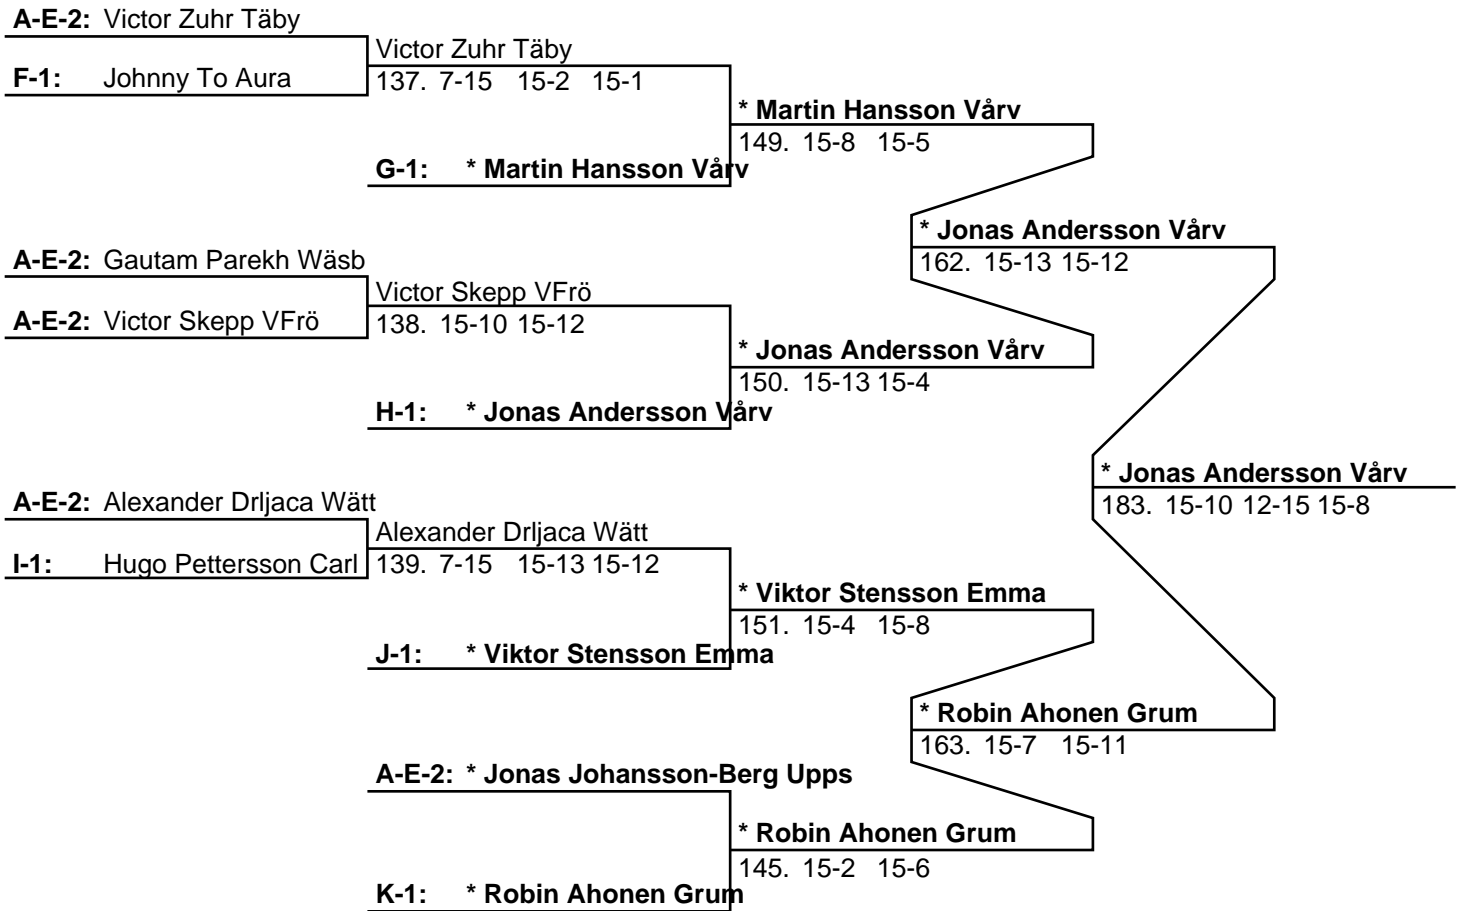 A-E-2: Victor Zuhr Täby
Victor Zuhr Täby
F-1: Johnny To Aura
137. 7-15 15-2 15-1
* Martin Hansson Vårv
149. 15-8 15-5
G-1: * Martin Hansson Vårv
* Jonas Andersson Vårv
162. 15-13 15-12
A-E-2: Gautam Parekh Wäsb
Victor Skepp VFrö
A-E-2: Victor Skepp VFrö
138. 15-10 15-12
* Jonas Andersson Vårv
150. 15-13 15-4
H-1: * Jonas Andersson Vårv
* Jonas Andersson Vårv
183. 15-10 12-15 15-8
A-E-2: Alexander Drljaca Wätt
Alexander Drljaca Wätt
I-1: Hugo Pettersson Carl
139. 7-15 15-13 15-12
* Viktor Stensson Emma
151. 15-4 15-8
J-1: * Viktor Stensson Emma
* Robin Ahonen Grum
163. 15-7 15-11
A-E-2: * Jonas Johansson-Berg Upps
* Robin Ahonen Grum
145. 15-2 15-6
K-1: * Robin Ahonen Grum